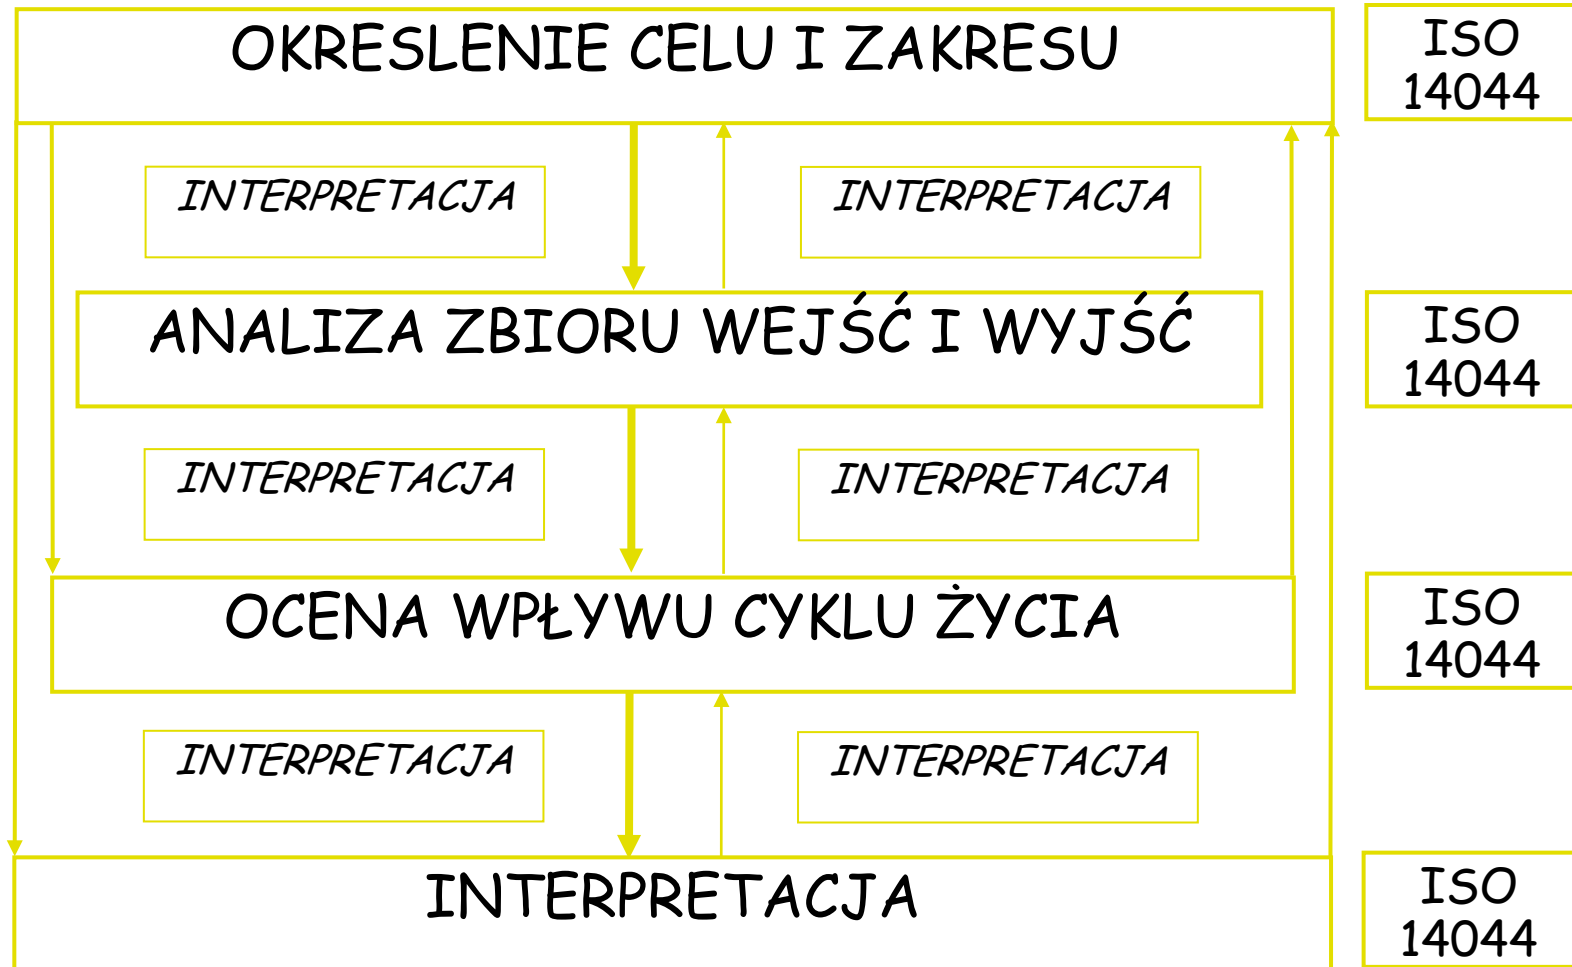 OKRESLENIE CELU I ZAKRESU
ISO
14044
INTERPRETACJA
INTERPRETACJA
ANALIZA ZBIORU WEJŚĆ I WYJŚĆ
ISO
14044
INTERPRETACJA
INTERPRETACJA
OCENA WPŁYWU CYKLU ŻYCIA
ISO
14044
INTERPRETACJA
INTERPRETACJA
INTERPRETACJA
ISO
14044